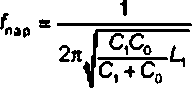 f_пар = 1 / (2π√(C₁C₀ / (C₁ + C₀) L₁))